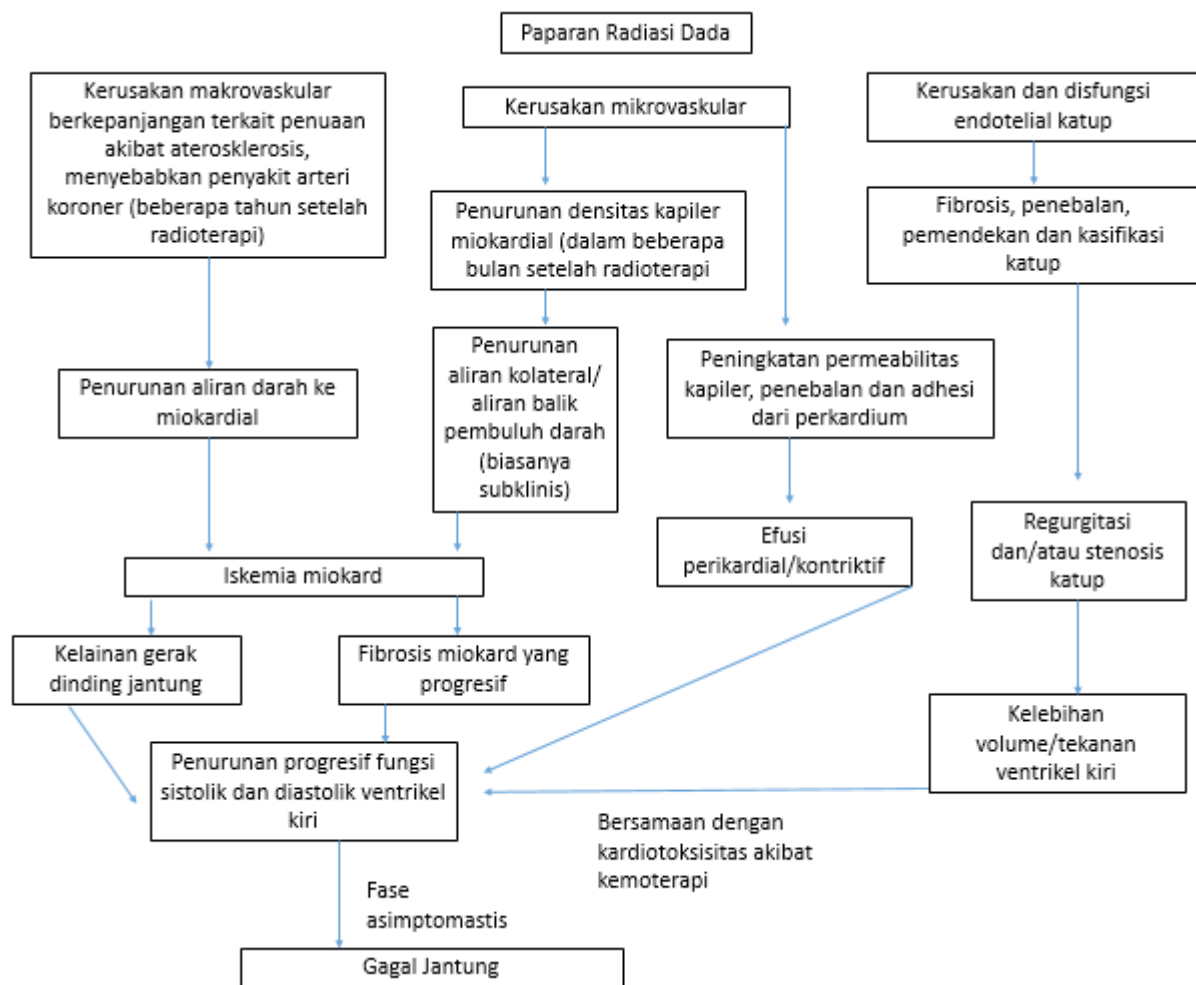 Paparan Radiasi Dada
Kerusakan makrovaskular
berkepanjangan terkait penuaan
akibat aterosklerosis,
menyebabkan penyakit arteri
koroner (beberapa tahun setelah
radioterapi)
Kerusakan mikrovaskular
Kerusakan dan disfungsi
endotelial katup
Penurunan densitas kapiler
miokardial (dalam beberapa
bulan setelah radioterapi
Fibrosis, penebalan,
pemendekan dan kasifikasi
katup
Penurunan aliran darah ke
miokardial
Penurunan
aliran kolateral/
aliran balik
pembuluh darah
(biasanya
subklinis)
Peningkatan permeabilitas
kapiler, penebalan dan adhesi
dari perkardium
Efusi
perikardial/kontriktif
Regurgitasi
dan/atau stenosis
katup
Iskemia miokard
Kelainan gerak
dinding jantung
Fibrosis miokard yang
progresif
Kelebihan
volume/tekanan
ventrikel kiri
Penurunan progresif fungsi
sistolik dan diastolik ventrikel
kiri
Bersamaan dengan
kardiotoksisitas akibat
kemoterapi
Fase
asimptomastis
Gagal Jantung